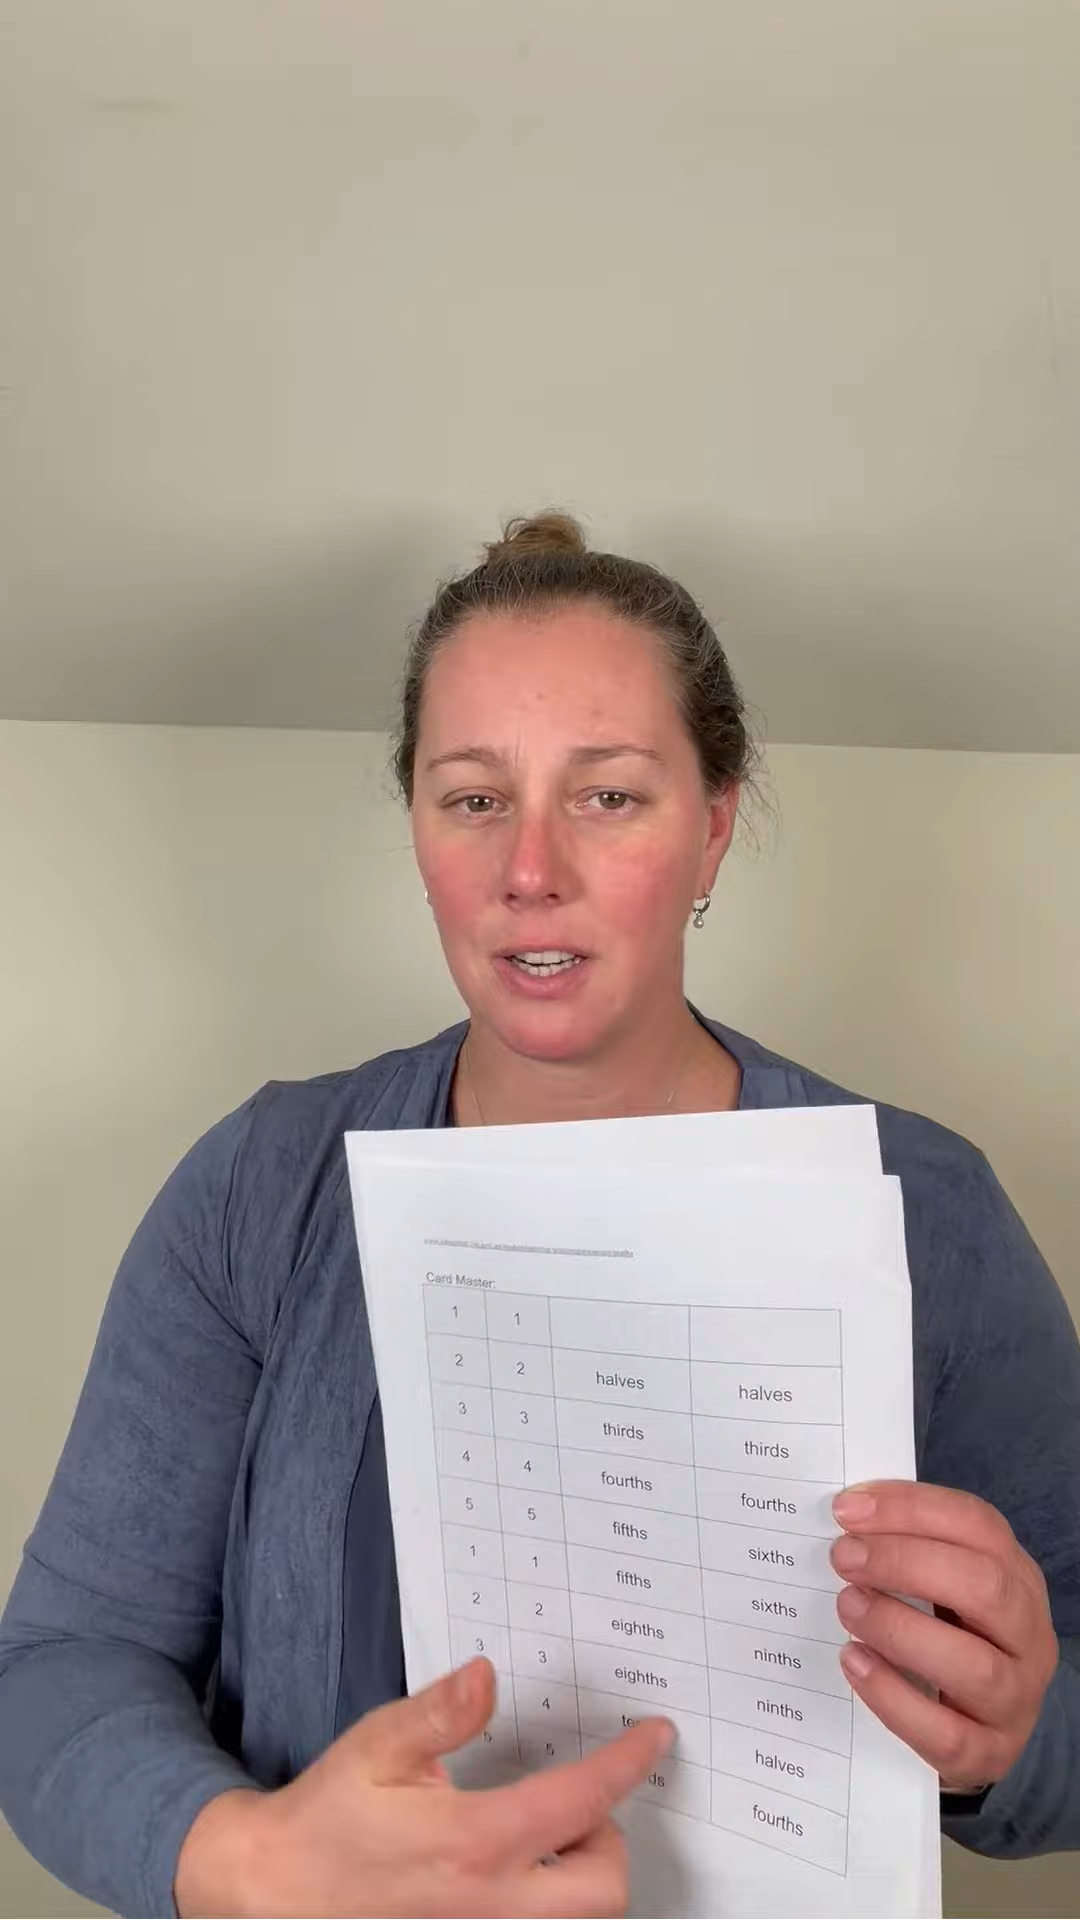 Card Master:
1 1
2 2 halves halves
3 3 thirds thirds
4 4 fourths fourths
5 5 fifths sixths
1 1 fifths sixths
2 2 eighths ninths
3 3 eighths ninths
4 halves
5 5 fourths